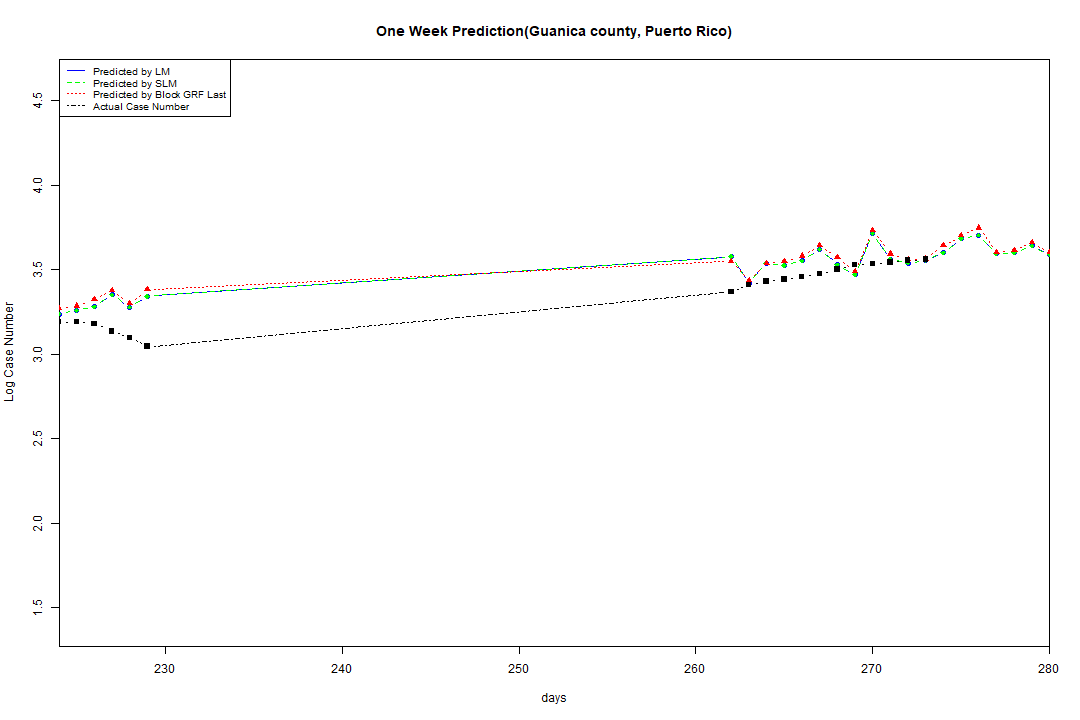 One Week Prediction(Guanica county, Puerto Rico)
Predicted by LM
Predicted by SLM
Predicted by Block GRF Last
Actual Case Number
4.5
4.0
3.5
3.0
2.5
2.0
1.5
Log Case Number
230
240
250
260
270
280
days